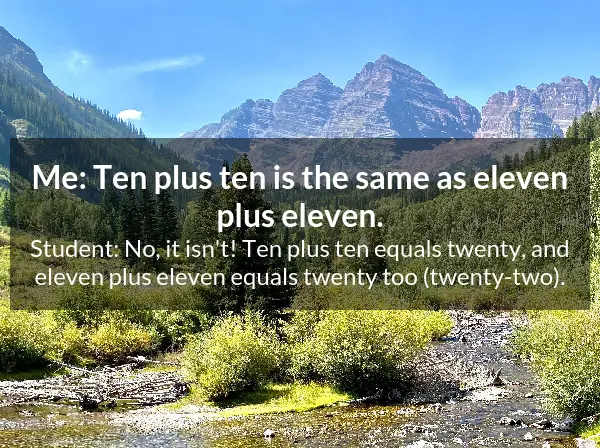 Me: Ten plus ten is the same as eleven
plus eleven.
Student: No, it isn't! Ten plus ten equals twenty, and
eleven plus eleven equals twenty too (twenty-two).